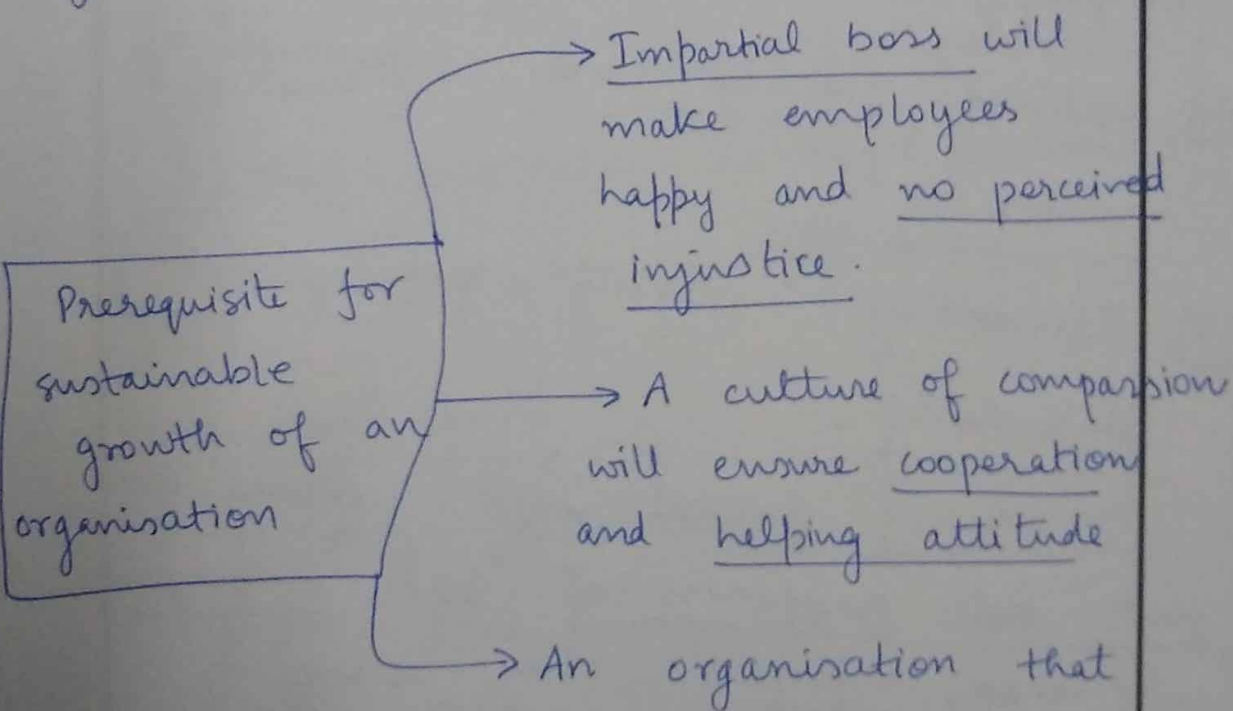 Prerequisite for
sustainable
growth of an
organisation
Impartial boss will
make employees
happy and no perceived
injustice.
A culture of compassion
will ensure cooperation
and helping attitude
An organisation that